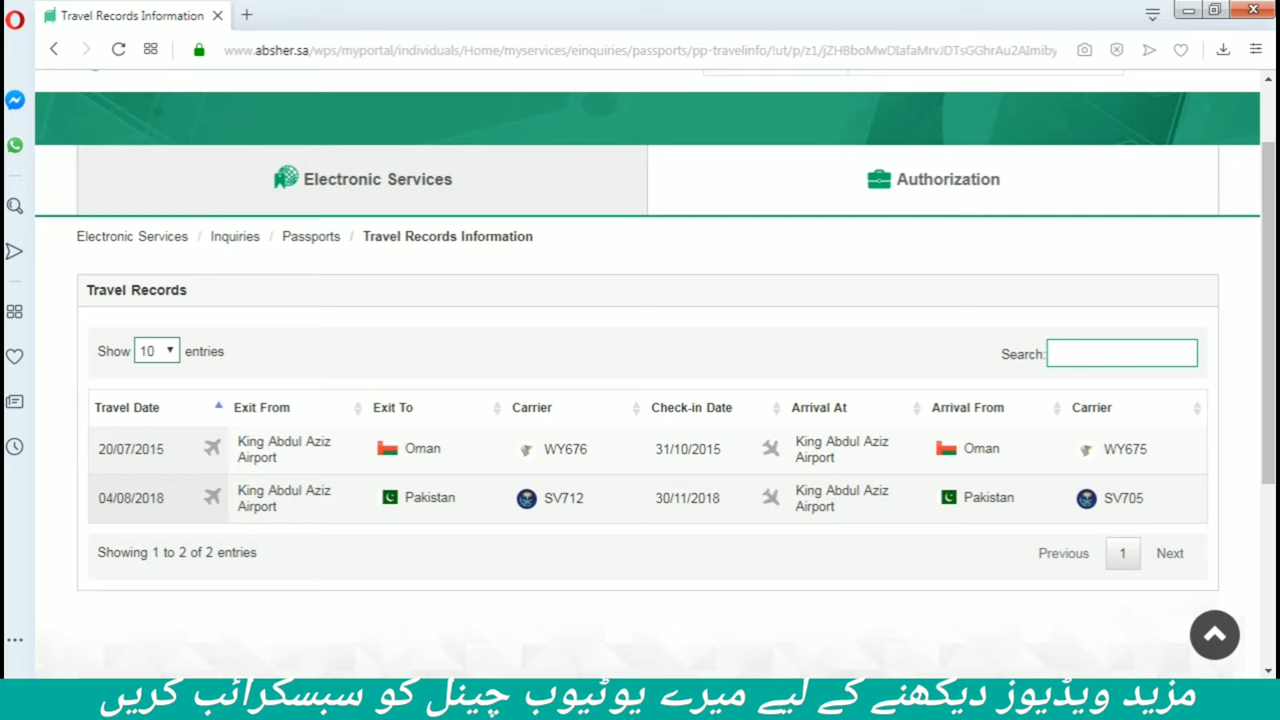 Travel Records Information
www.absher.sa/wps/myportal/individuals/Home/myservices/einquiries/passports/pp-travelinfo/!ut/p/z1/
Electronic Services
Authorization
Electronic Services / Inquiries / Passports / Travel Records Information
Travel Records
Show 10 entries
Search:
Travel Date Exit From Exit To Carrier Check-in Date Arrival At Arrival From Carrier
20/07/2015 King Abdul Aziz Airport Oman WY676 31/10/2015 King Abdul Aziz Airport Oman WY675
04/08/2018 King Abdul Aziz Airport Pakistan SV712 30/11/2018 King Abdul Aziz Airport Pakistan SV705
Showing 1 to 2 of 2 entries
Previous 1 Next
مزید ویڈیوز دیکھنے کے لیے میرے یوٹیوب چینل کو سبسکرائب کریں